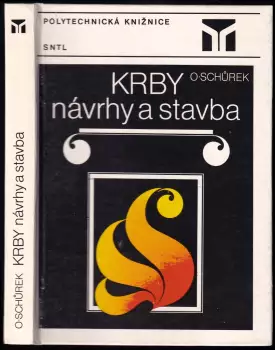 POLYTECHNICKÁ KNIŽNICE
SNTL
KRBY
O·SCHŮREK
návrhy a stavba
O·SCHŮREK KRBY návrhy a stavba